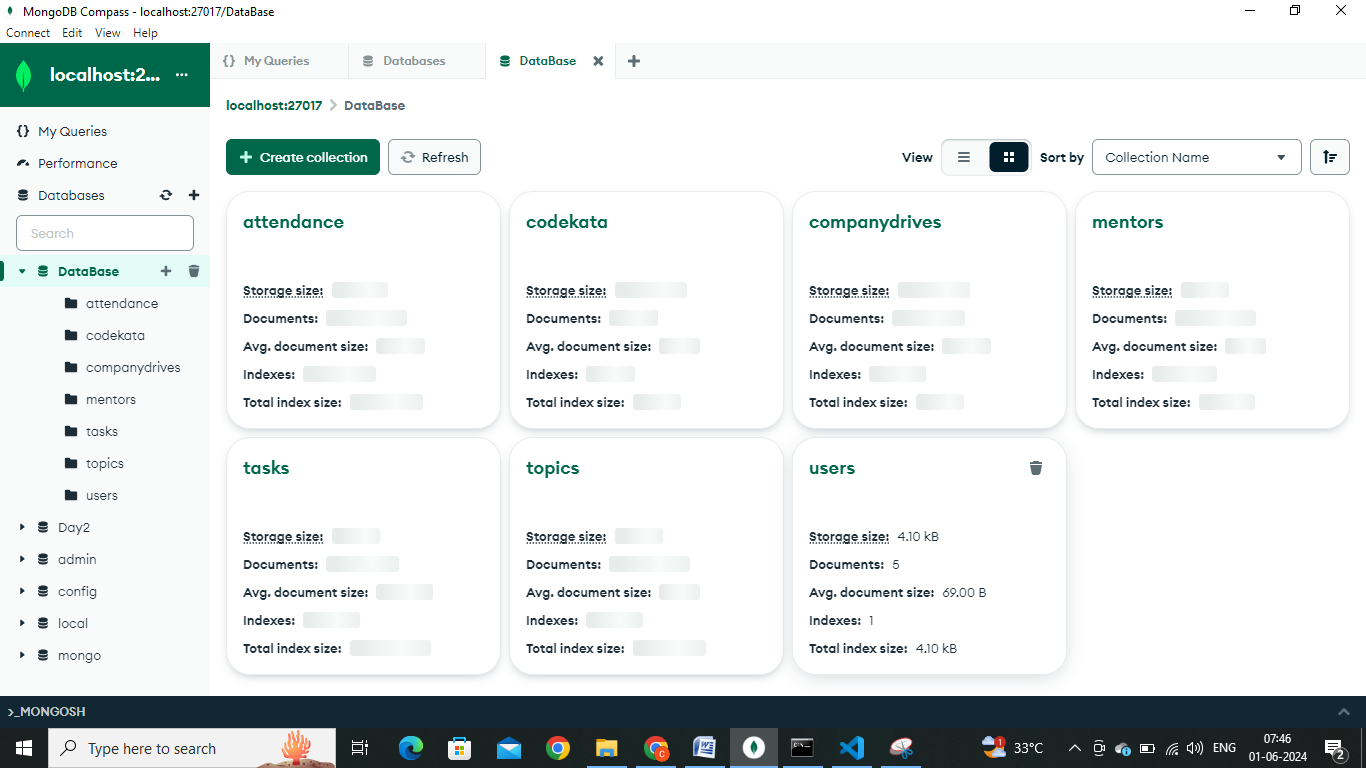 MongoDB Compass - localhost:27017/DataBase
Connect Edit View Help
localhost:2... ...
My Queries
Performance
Databases
Search
DataBase
attendance
codekata
companydrives
mentors
tasks
topics
users
Day2
admin
config
local
mongo
{} My Queries
Databases
DataBase
localhost:27017 > DataBase
+ Create collection
Refresh
View
Sort by
Collection Name
attendance
Storage size:
Documents:
Avg. document size:
Indexes:
Total index size:
codekata
Storage size:
Documents:
Avg. document size:
Indexes:
Total index size:
companydrives
Storage size:
Documents:
Avg. document size:
Indexes:
Total index size:
mentors
Storage size:
Documents:
Avg. document size:
Indexes:
Total index size:
tasks
Storage size:
Documents:
Avg. document size:
Indexes:
Total index size:
topics
Storage size:
Documents:
Avg. document size:
Indexes:
Total index size:
users
Storage size: 4.10 kB
Documents: 5
Avg. document size: 69.00 B
Indexes: 1
Total index size: 4.10 kB
>_MONGOSH
Type here to search
1
33°C
ENG
07:46
01-06-2024
2